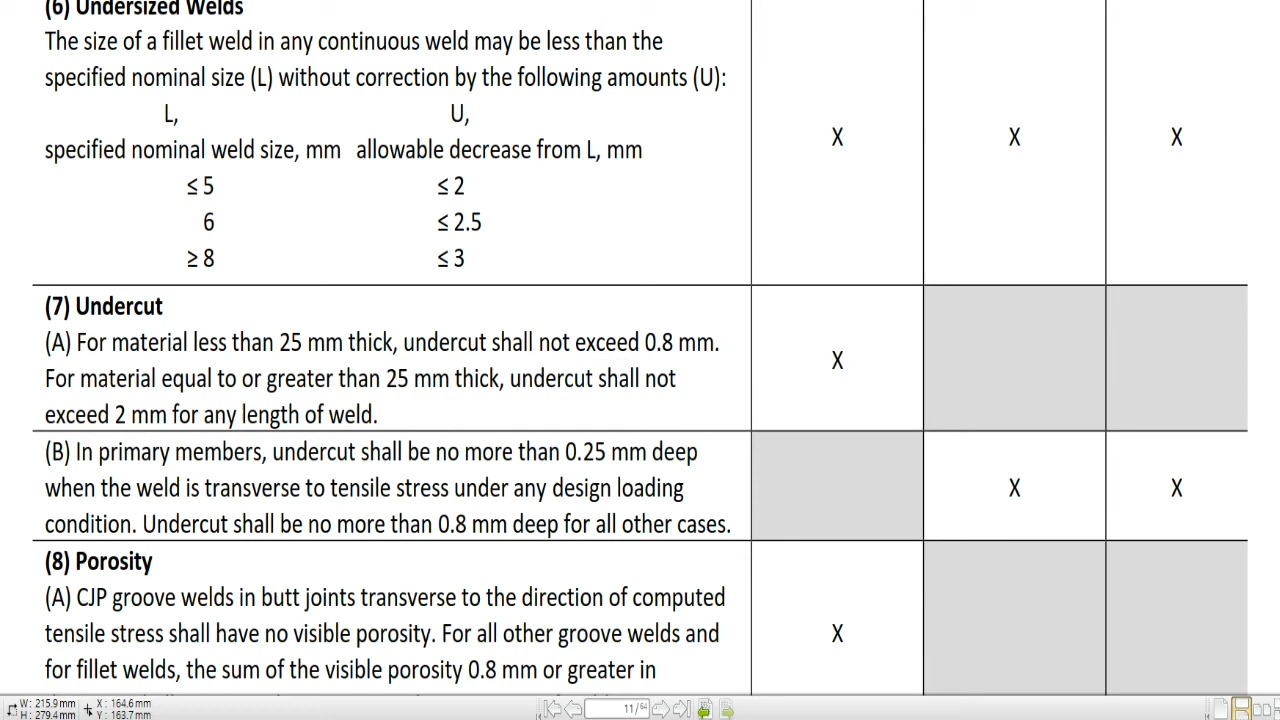 (6) Undersized Welds
The size of a fillet weld in any continuous weld may be less than the
specified nominal size (L) without correction by the following amounts (U):
L, U,
specified nominal weld size, mm allowable decrease from L, mm
X X X
≤ 5 ≤ 2
6 ≤ 2.5
≥ 8 ≤ 3
(7) Undercut
(A) For material less than 25 mm thick, undercut shall not exceed 0.8 mm.
For material equal to or greater than 25 mm thick, undercut shall not
exceed 2 mm for any length of weld.
X
(B) In primary members, undercut shall be no more than 0.25 mm deep
when the weld is transverse to tensile stress under any design loading
condition. Undercut shall be no more than 0.8 mm deep for all other cases.
X X
(8) Porosity
(A) CJP groove welds in butt joints transverse to the direction of computed
tensile stress shall have no visible porosity. For all other groove welds and
for fillet welds, the sum of the visible porosity 0.8 mm or greater in
X
W: 215.9mm X : 164.6mm
H: 279.4mm Y : 163.7mm
11/64